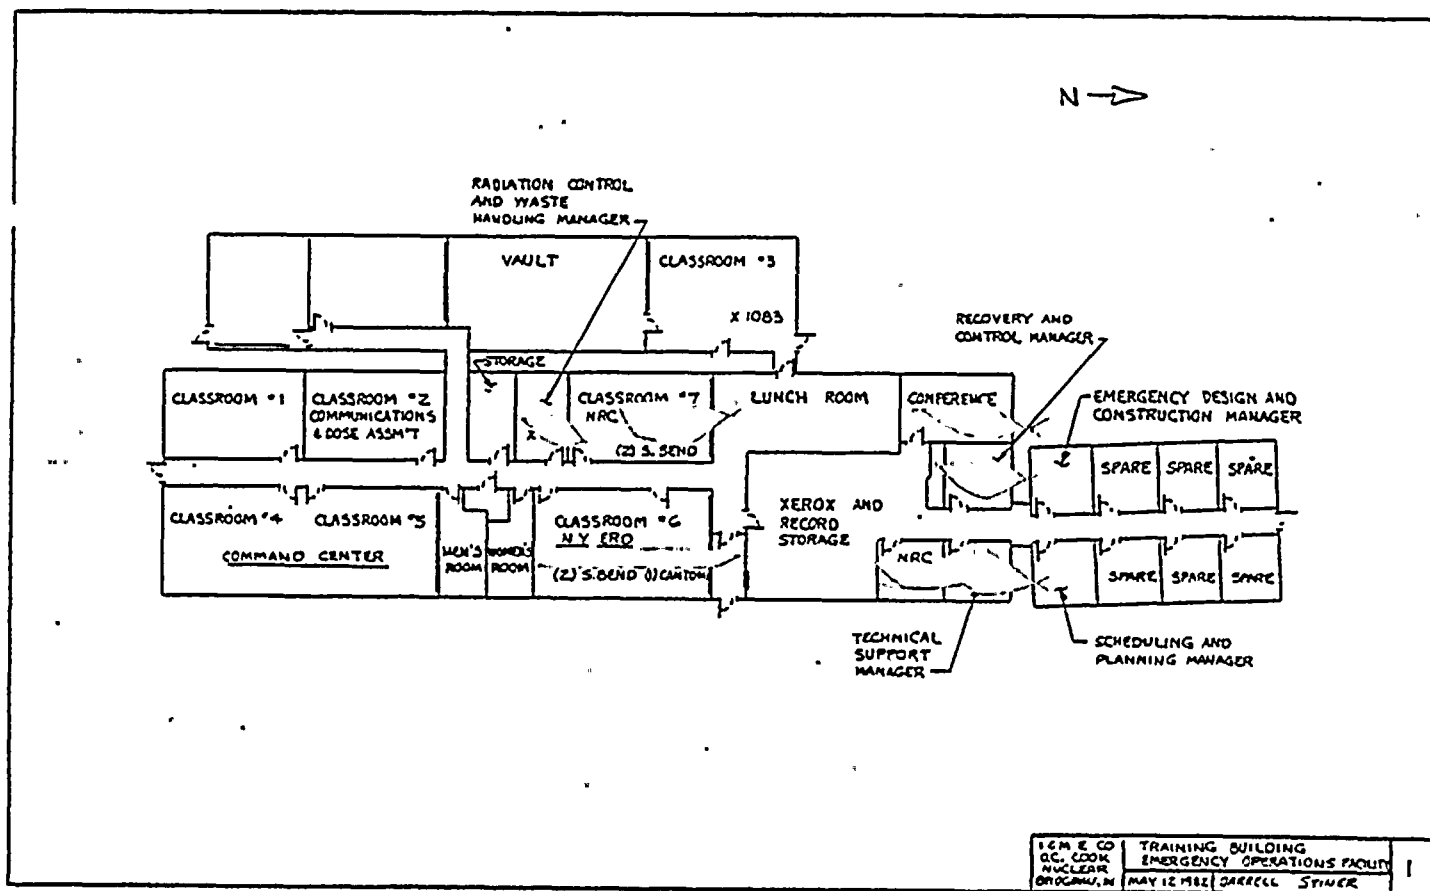 N
RADIATION CONTROL
AND WASTE
HANDLING MANAGER
VAULT
CLASSROOM #3
X 1083
RECOVERY AND
CONTROL MANAGER
STORAGE
CLASSROOM #1
CLASSROOM #2
COMMUNICATIONS
& DOSE ASSM'T
X
CLASSROOM #7
NRC
(2) S. BEND
LUNCH ROOM
CONFERENCE
EMERGENCY DESIGN AND
CONSTRUCTION MANAGER
SPARE
SPARE
SPARE
CLASSROOM #4
CLASSROOM #5
COMMAND CENTER
MEN'S
ROOM
WOMEN'S
ROOM
CLASSROOM #6
N.Y. ERO
(2) S. BEND (1) CANTON
XEROX AND
RECORD
STORAGE
NRC
SPARE
SPARE
SPARE
TECHNICAL
SUPPORT
MANAGER
SCHEDULING AND
PLANNING MANAGER
I & M E CO
D.C. COOK
NUCLEAR
TRAINING BUILDING
EMERGENCY OPERATIONS FACILITY
MAY 12 1982
DARRELL STINER
1